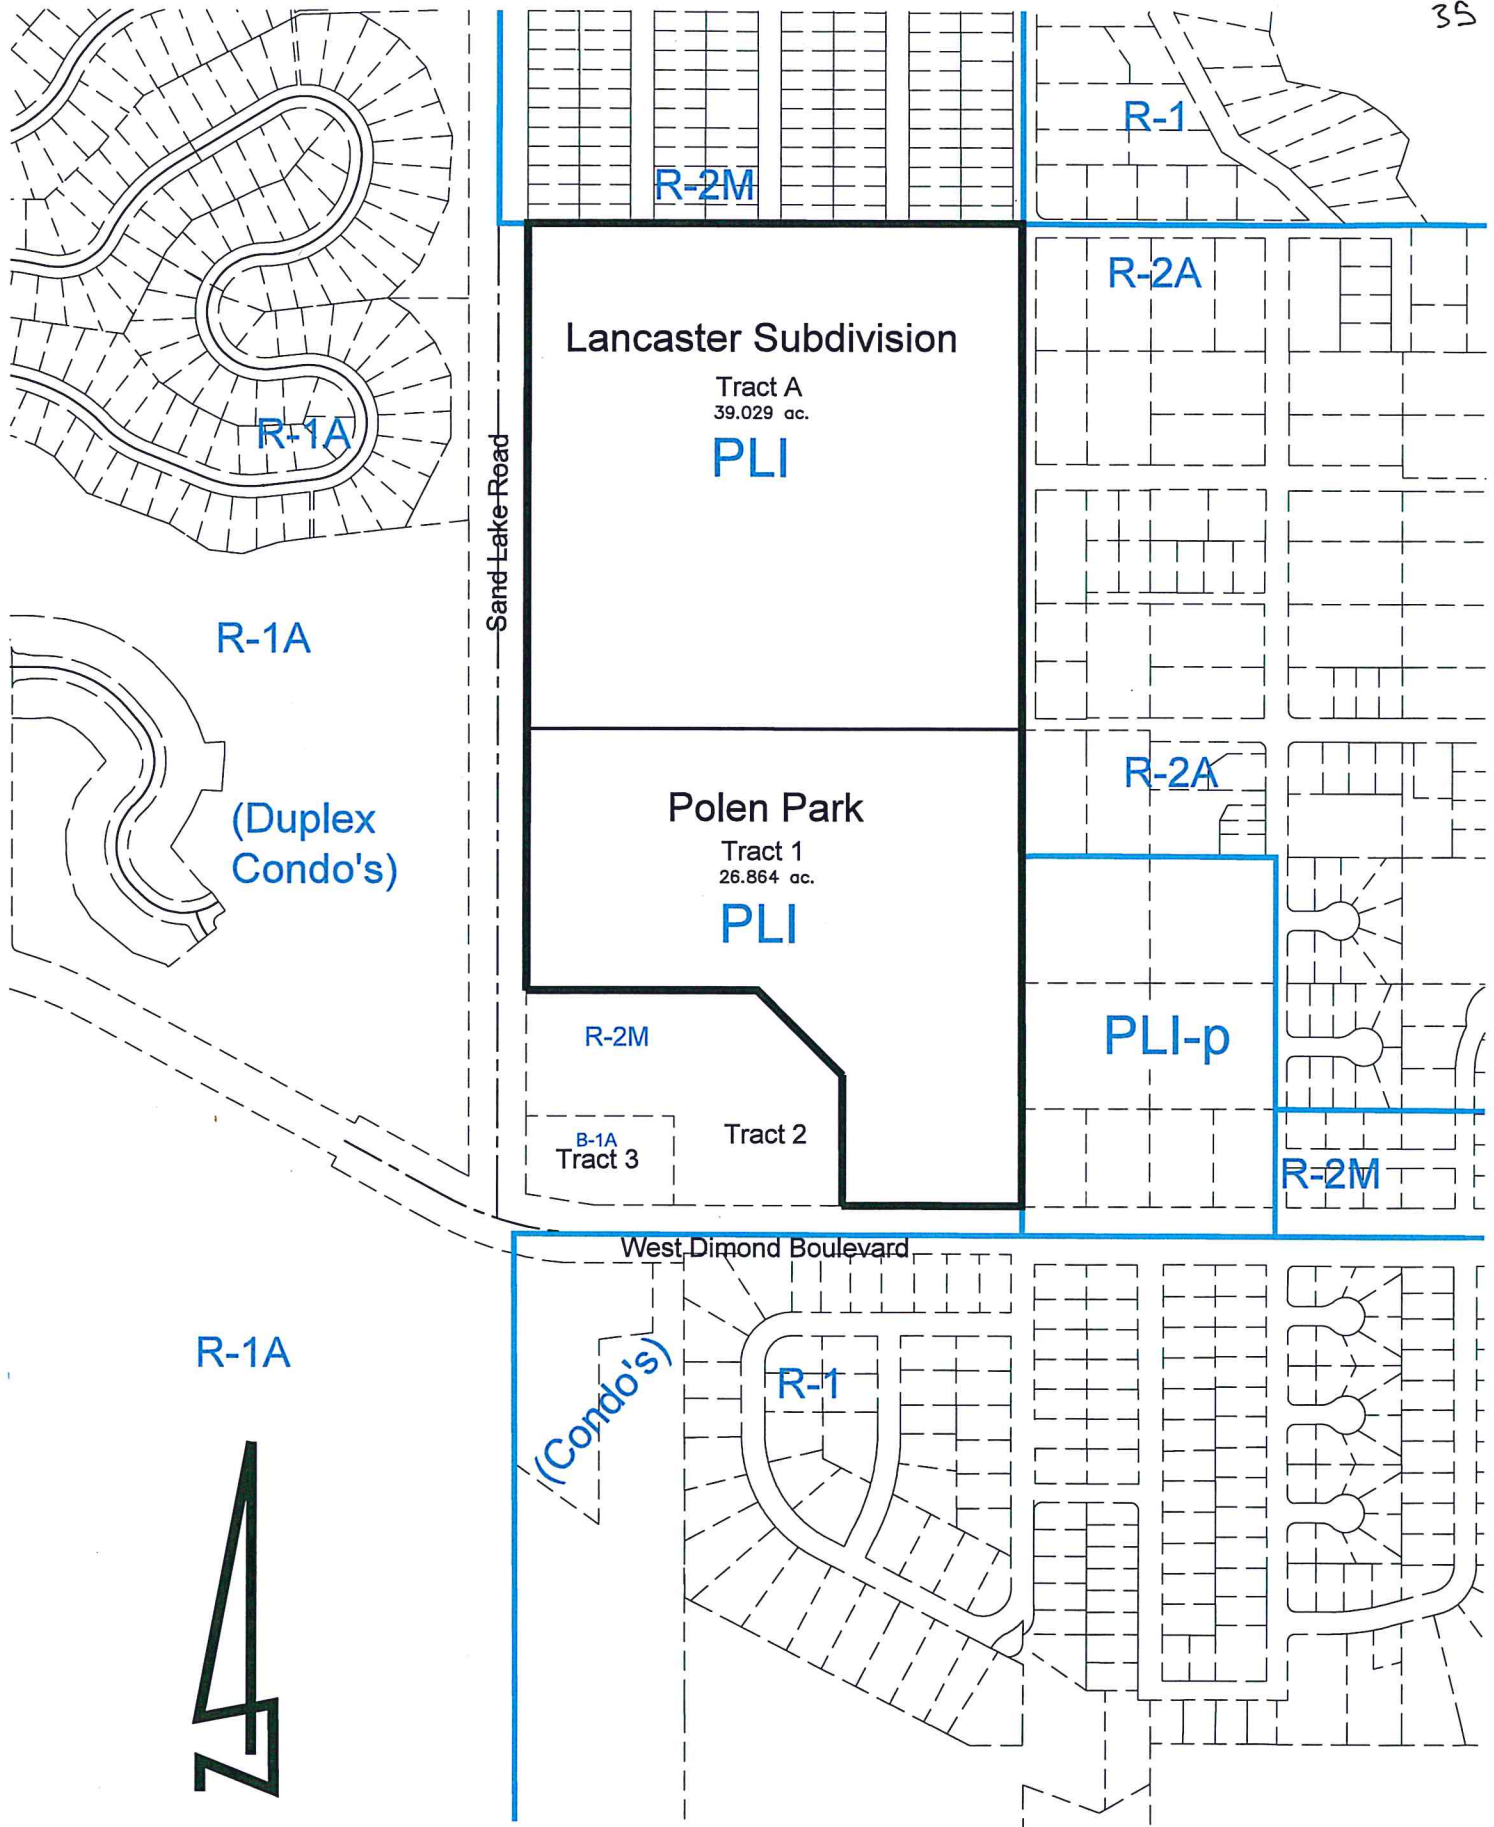 35
R-1
R-2M
R-2A
Lancaster Subdivision
Tract A
39.029 ac.
PLI
R-1A
Sand Lake Road
R-1A
R-2A
Polen Park
Tract 1
26.864 ac.
PLI
(Duplex
Condo's)
R-2M
PLI-p
Tract 2
B-1A
Tract 3
R-2M
West Dimond Boulevard
R-1A
(Condo's)
R-1
N